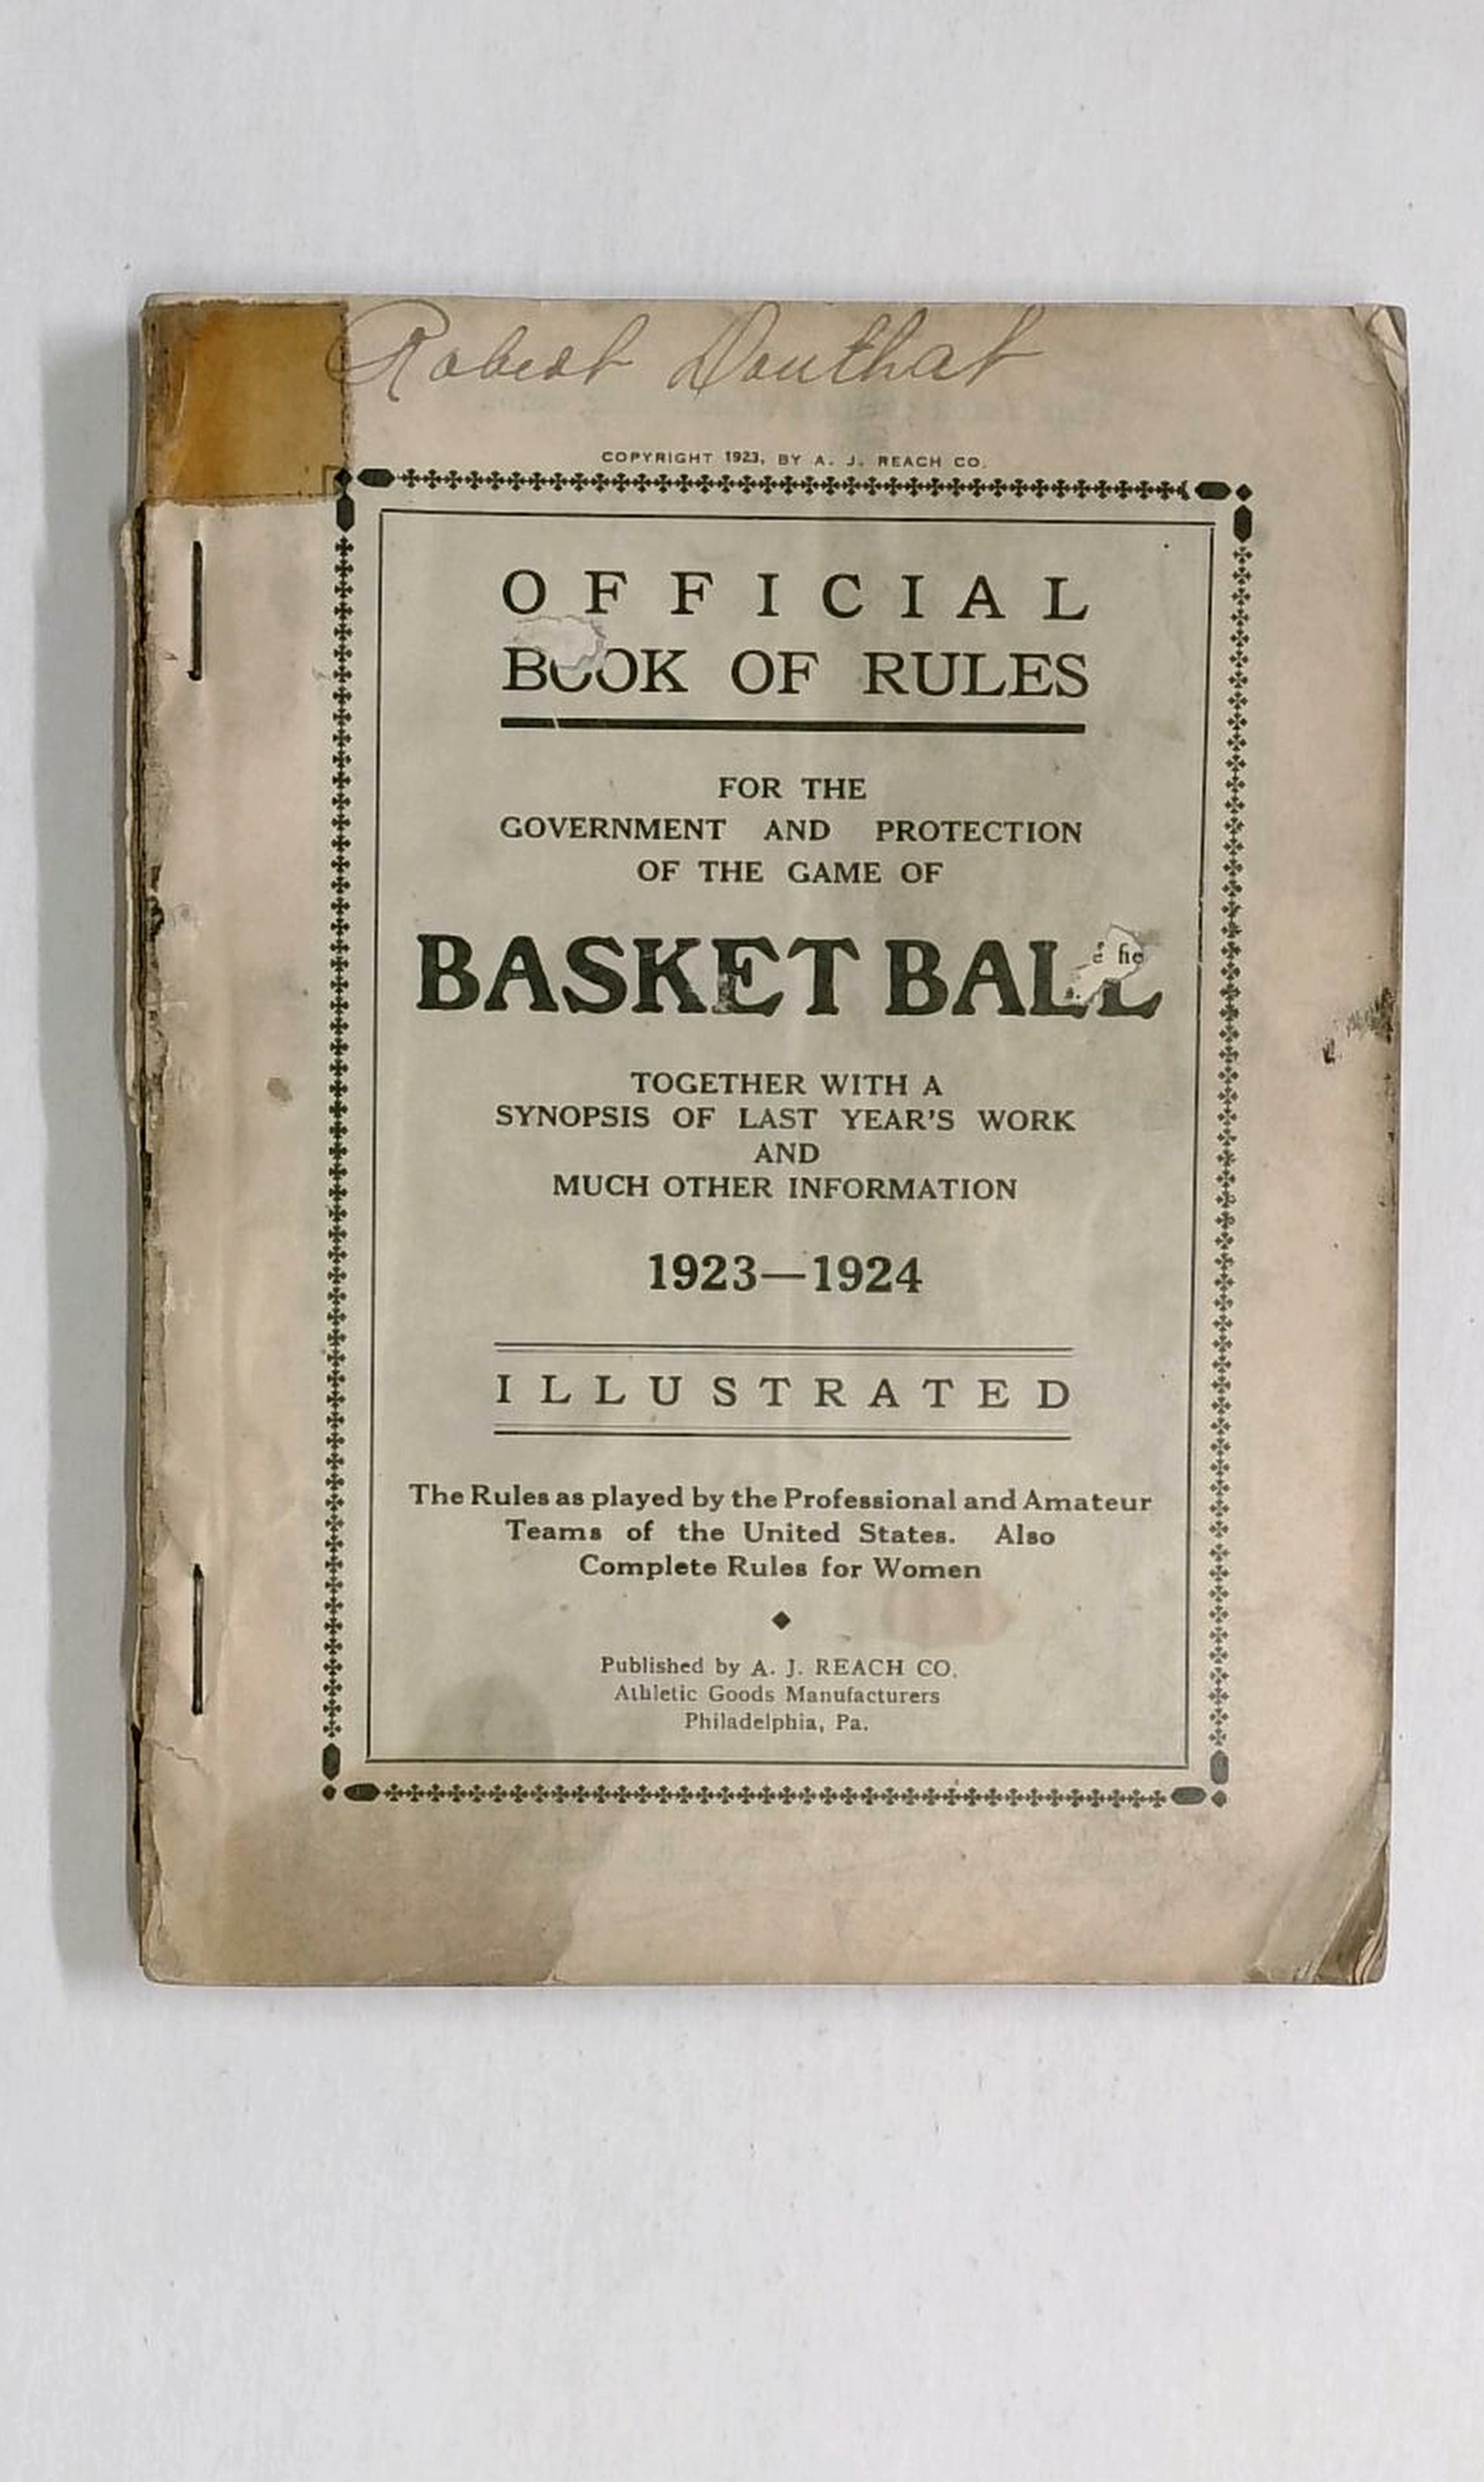 Robert Douthat
COPYRIGHT 1923, BY A. J. REACH CO.
OFFICIAL
BOOK OF RULES
FOR THE
GOVERNMENT AND PROTECTION
OF THE GAME OF
BASKET BALL
TOGETHER WITH A
SYNOPSIS OF LAST YEAR'S WORK
AND
MUCH OTHER INFORMATION
1923—1924
ILLUSTRATED
The Rules as played by the Professional and Amateur
Teams of the United States. Also
Complete Rules for Women
Published by A. J. REACH CO.
Athletic Goods Manufacturers
Philadelphia, Pa.